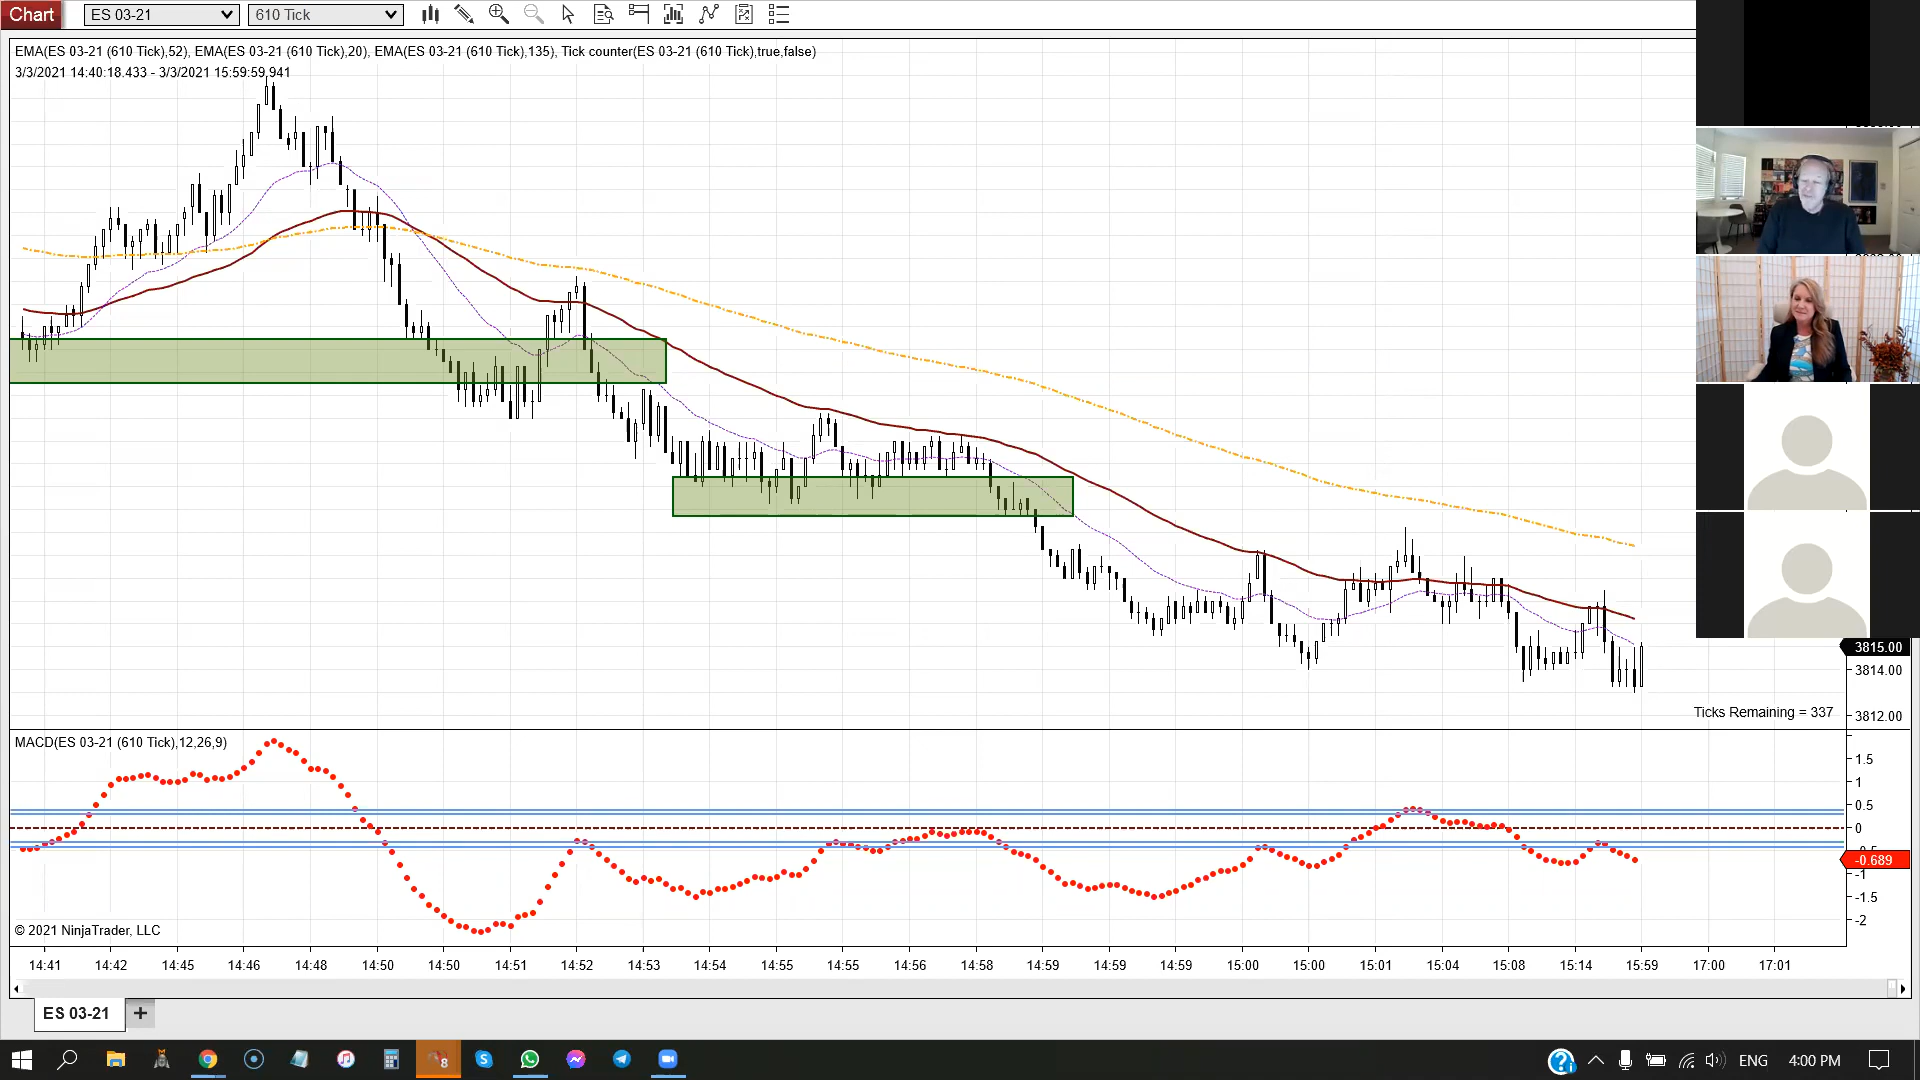 Chart ES 03-21 610 Tick
EMA(ES 03-21 (610 Tick),52), EMA(ES 03-21 (610 Tick),20), EMA(ES 03-21 (610 Tick),135), Tick counter(ES 03-21 (610 Tick),true,false)
3/3/2021 14:40:18.433 - 3/3/2021 15:59:59.941
3815.00
3814.00
Ticks Remaining = 337
3812.00
MACD(ES 03-21 (610 Tick),12,26,9)
1.5
1
0.5
0
-0.689
-1
-1.5
-2
© 2021 NinjaTrader, LLC
14:41 14:42 14:45 14:46 14:48 14:50 14:50 14:51 14:52 14:53 14:54 14:55 14:55 14:56 14:58 14:59 14:59 14:59 15:00 15:00 15:01 15:04 15:08 15:14 15:59 17:00 17:01
ES 03-21 +
8 ENG 4:00 PM